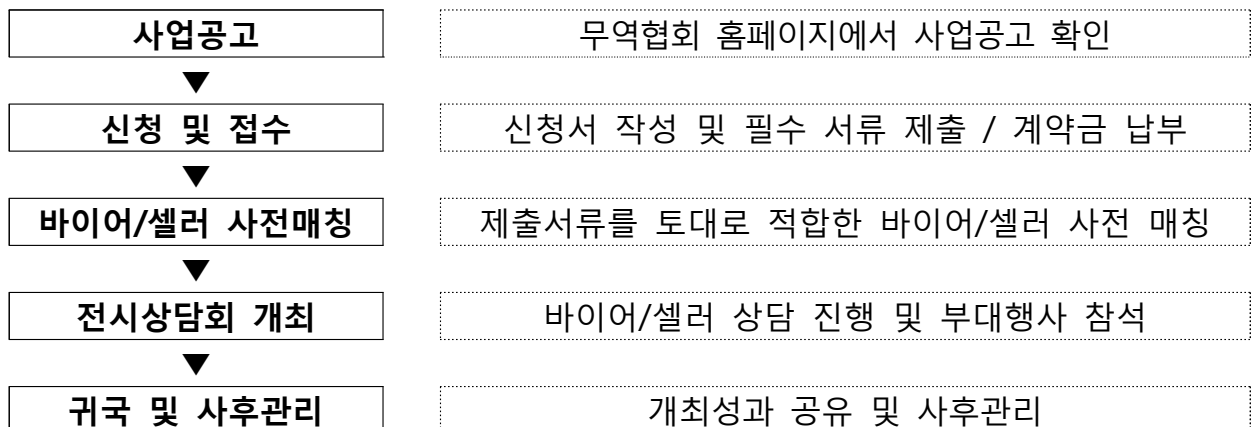 사업공고
무역협회 홈페이지에서 사업공고 확인
▼
신청 및 접수
신청서 작성 및 필수 서류 제출 / 계약금 납부
▼
바이어/셀러 사전매칭
제출서류를 토대로 적합한 바이어/셀러 사전 매칭
▼
전시상담회 개최
바이어/셀러 상담 진행 및 부대행사 참석
▼
귀국 및 사후관리
개최성과 공유 및 사후관리